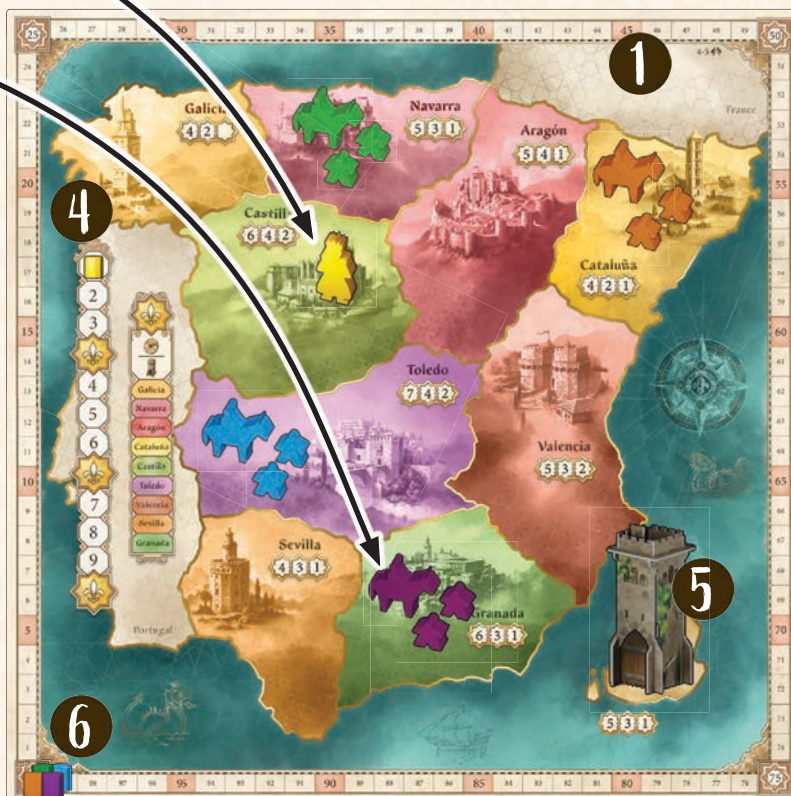 25
30
35
40
45
50
1
4-5
France
Galicia
4 2
Navarra
5 3 1
Aragón
5 4 1
20
55
4
Castill
6 4 2
Cataluña
4 2 1
2
3
15
60
4
5
6
Galicia
Navarra
Aragón
Cataluña
Castilla
Toledo
Valencia
Sevilla
Granada
Toledo
7 4 2
Valencia
5 3 2
10
65
7
8
9
Sevilla
4 3 1
5
Granada
6 3 1
5
70
Portugal
6
5 3 1
95
90
85
80
75